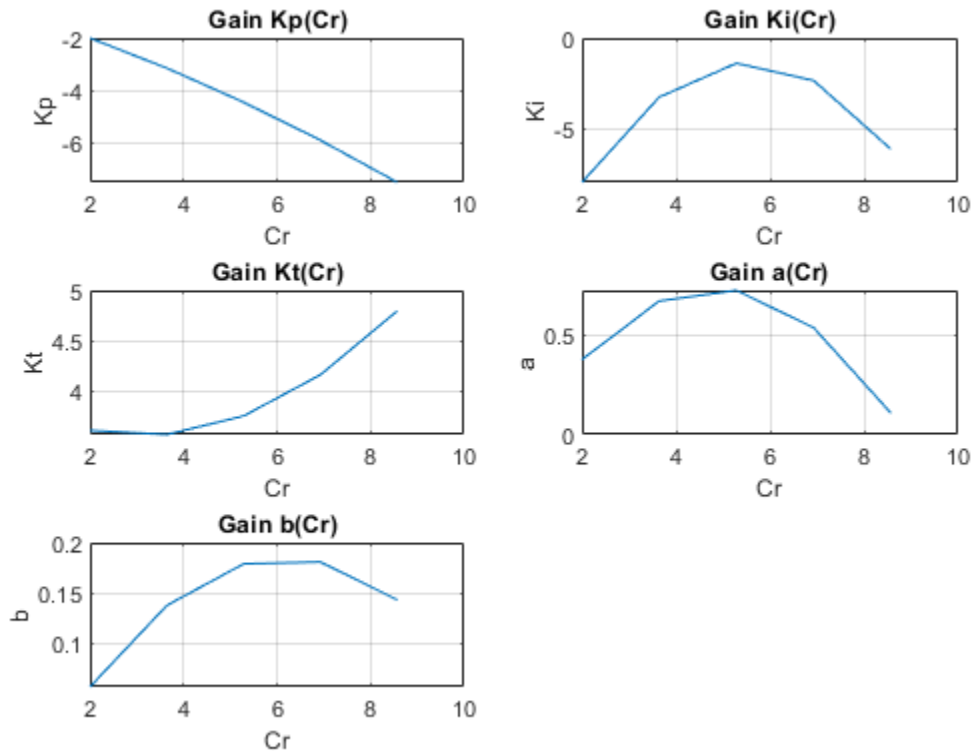 Gain Kp(Cr)
-2
-4
-6
Kp
2 4 6 8 10
Cr
Gain Ki(Cr)
0
-5
Ki
2 4 6 8 10
Cr
Gain Kt(Cr)
5
4.5
4
Kt
2 4 6 8 10
Cr
Gain a(Cr)
0.5
0
a
2 4 6 8 10
Cr
Gain b(Cr)
0.2
0.15
0.1
b
2 4 6 8 10
Cr